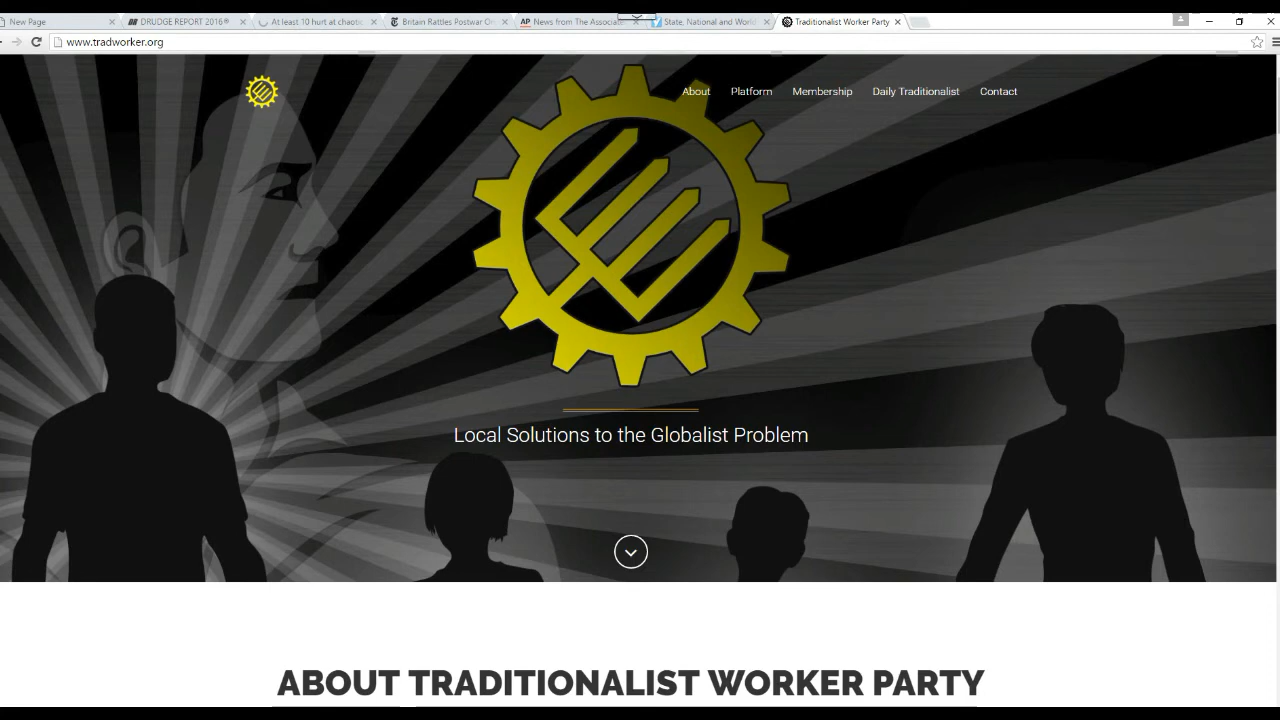 New Page
DRUDGE REPORT 2016®
At least 10 hurt at chaotic
Britain Rattles Postwar Or
AP News from The Associate
State, National and World
Traditionalist Worker Party
www.tradworker.org
About
Platform
Membership
Daily Traditionalist
Contact
Local Solutions to the Globalist Problem
ABOUT TRADITIONALIST WORKER PARTY